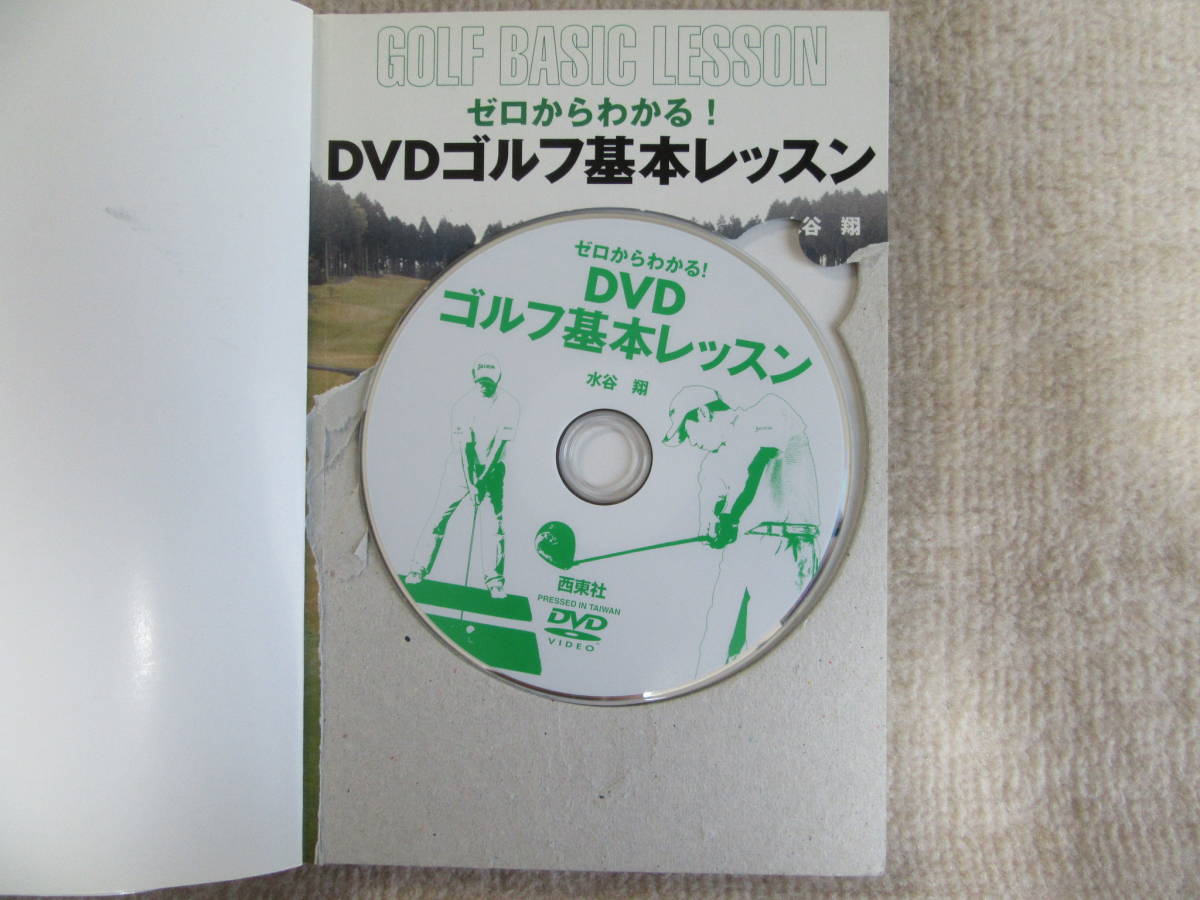 GOLF BASIC LESSON
ゼロからわかる！
DVDゴルフ基本レッスン
谷 翔
ゼロからわかる!
DVD
ゴルフ基本レッスン
水谷 翔
西東社
PRESSED IN TAIWAN
DVD
VIDEO